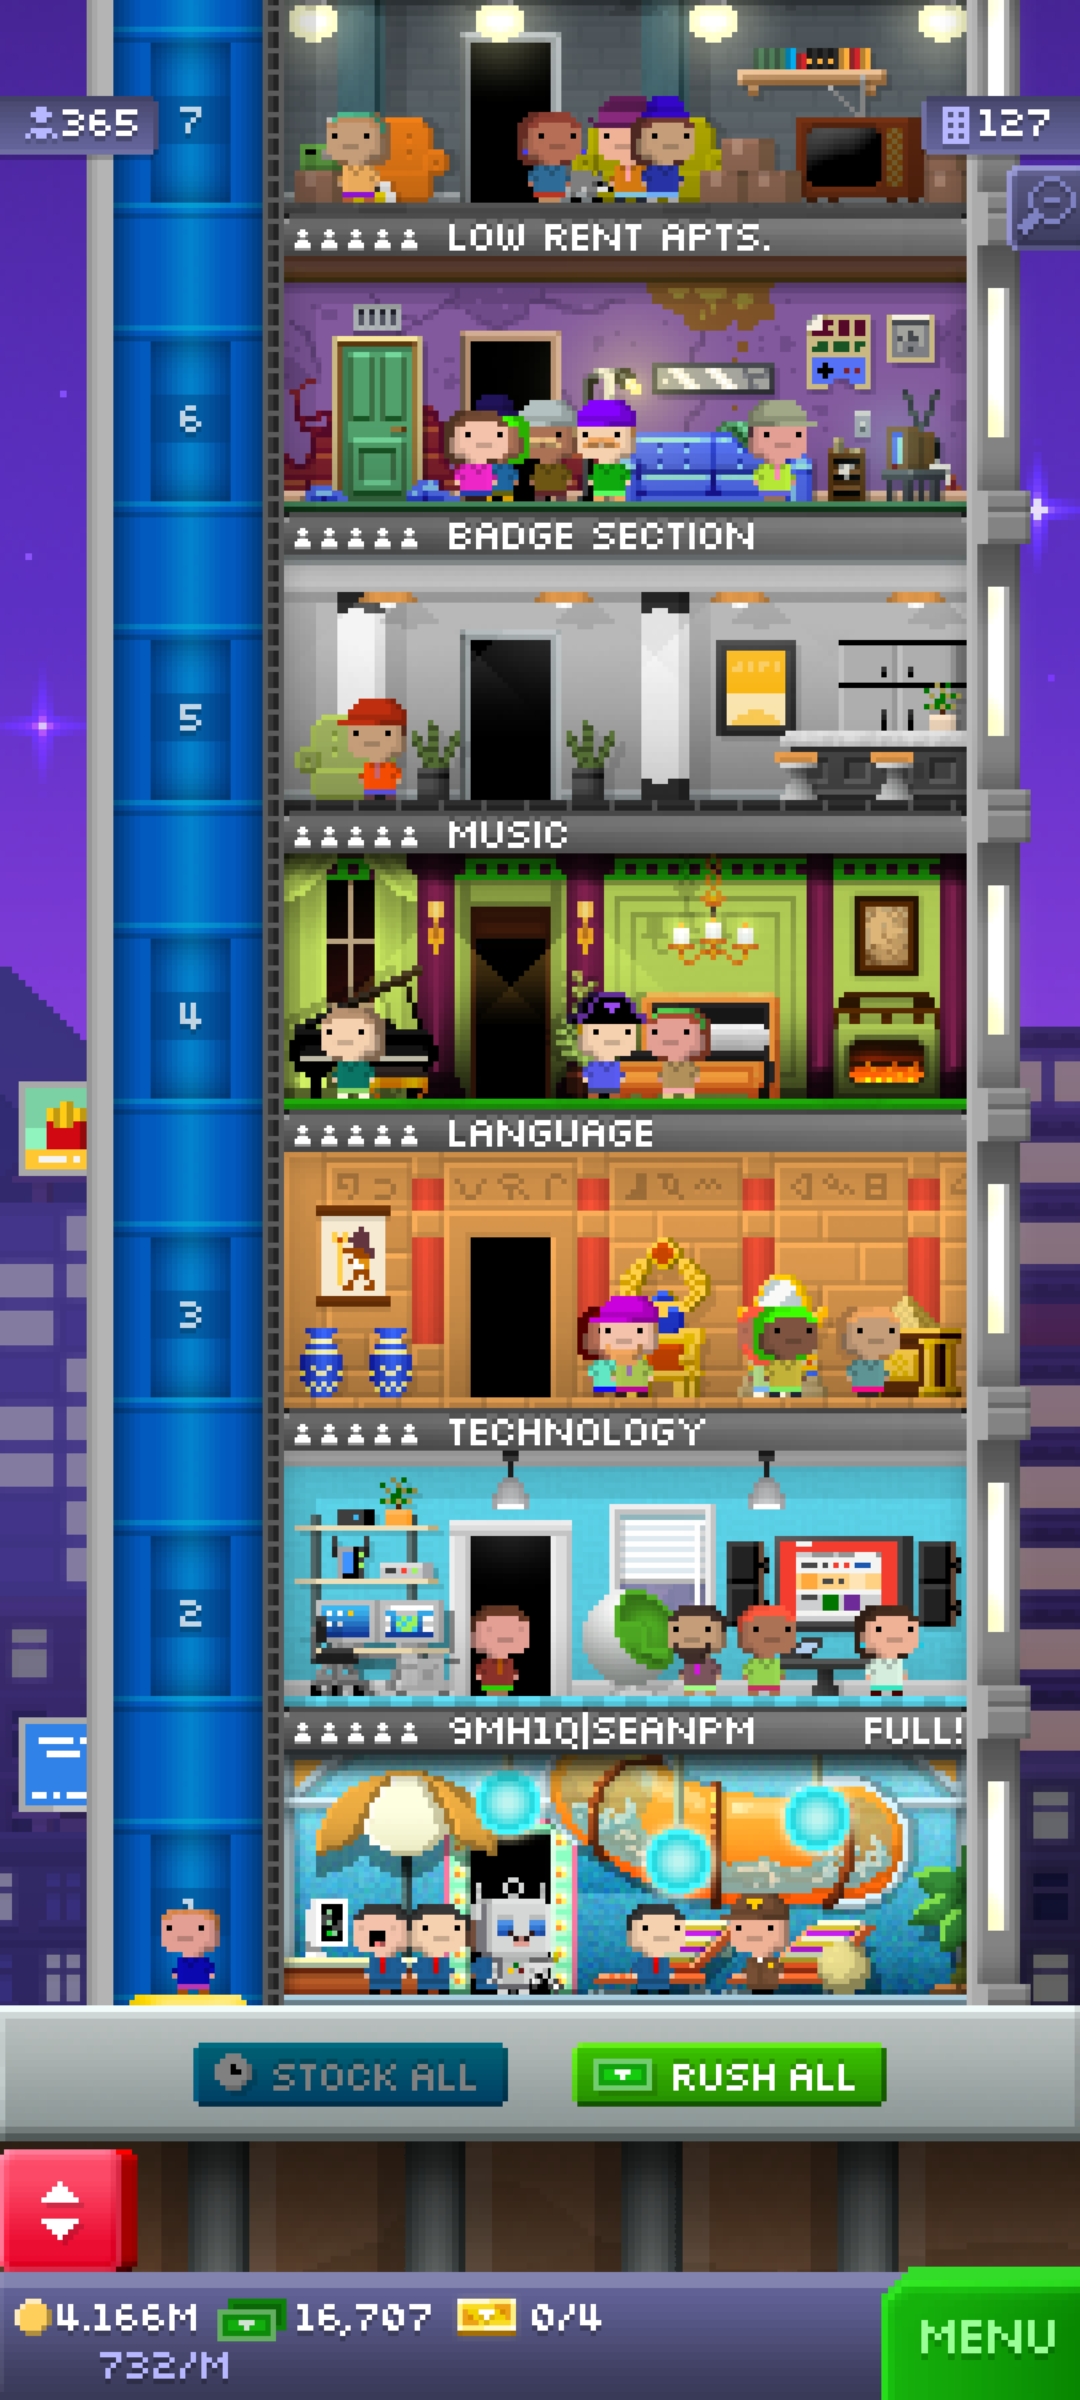 365
7
127
LOW RENT APTS.
6
BADGE SECTION
5
MUSIC
4
LANGUAGE
3
TECHNOLOGY
2
9MH1Q|SEANPM FULL!
STOCK ALL
RUSH ALL
4.166M 16,707 0/4
732/M
MENU